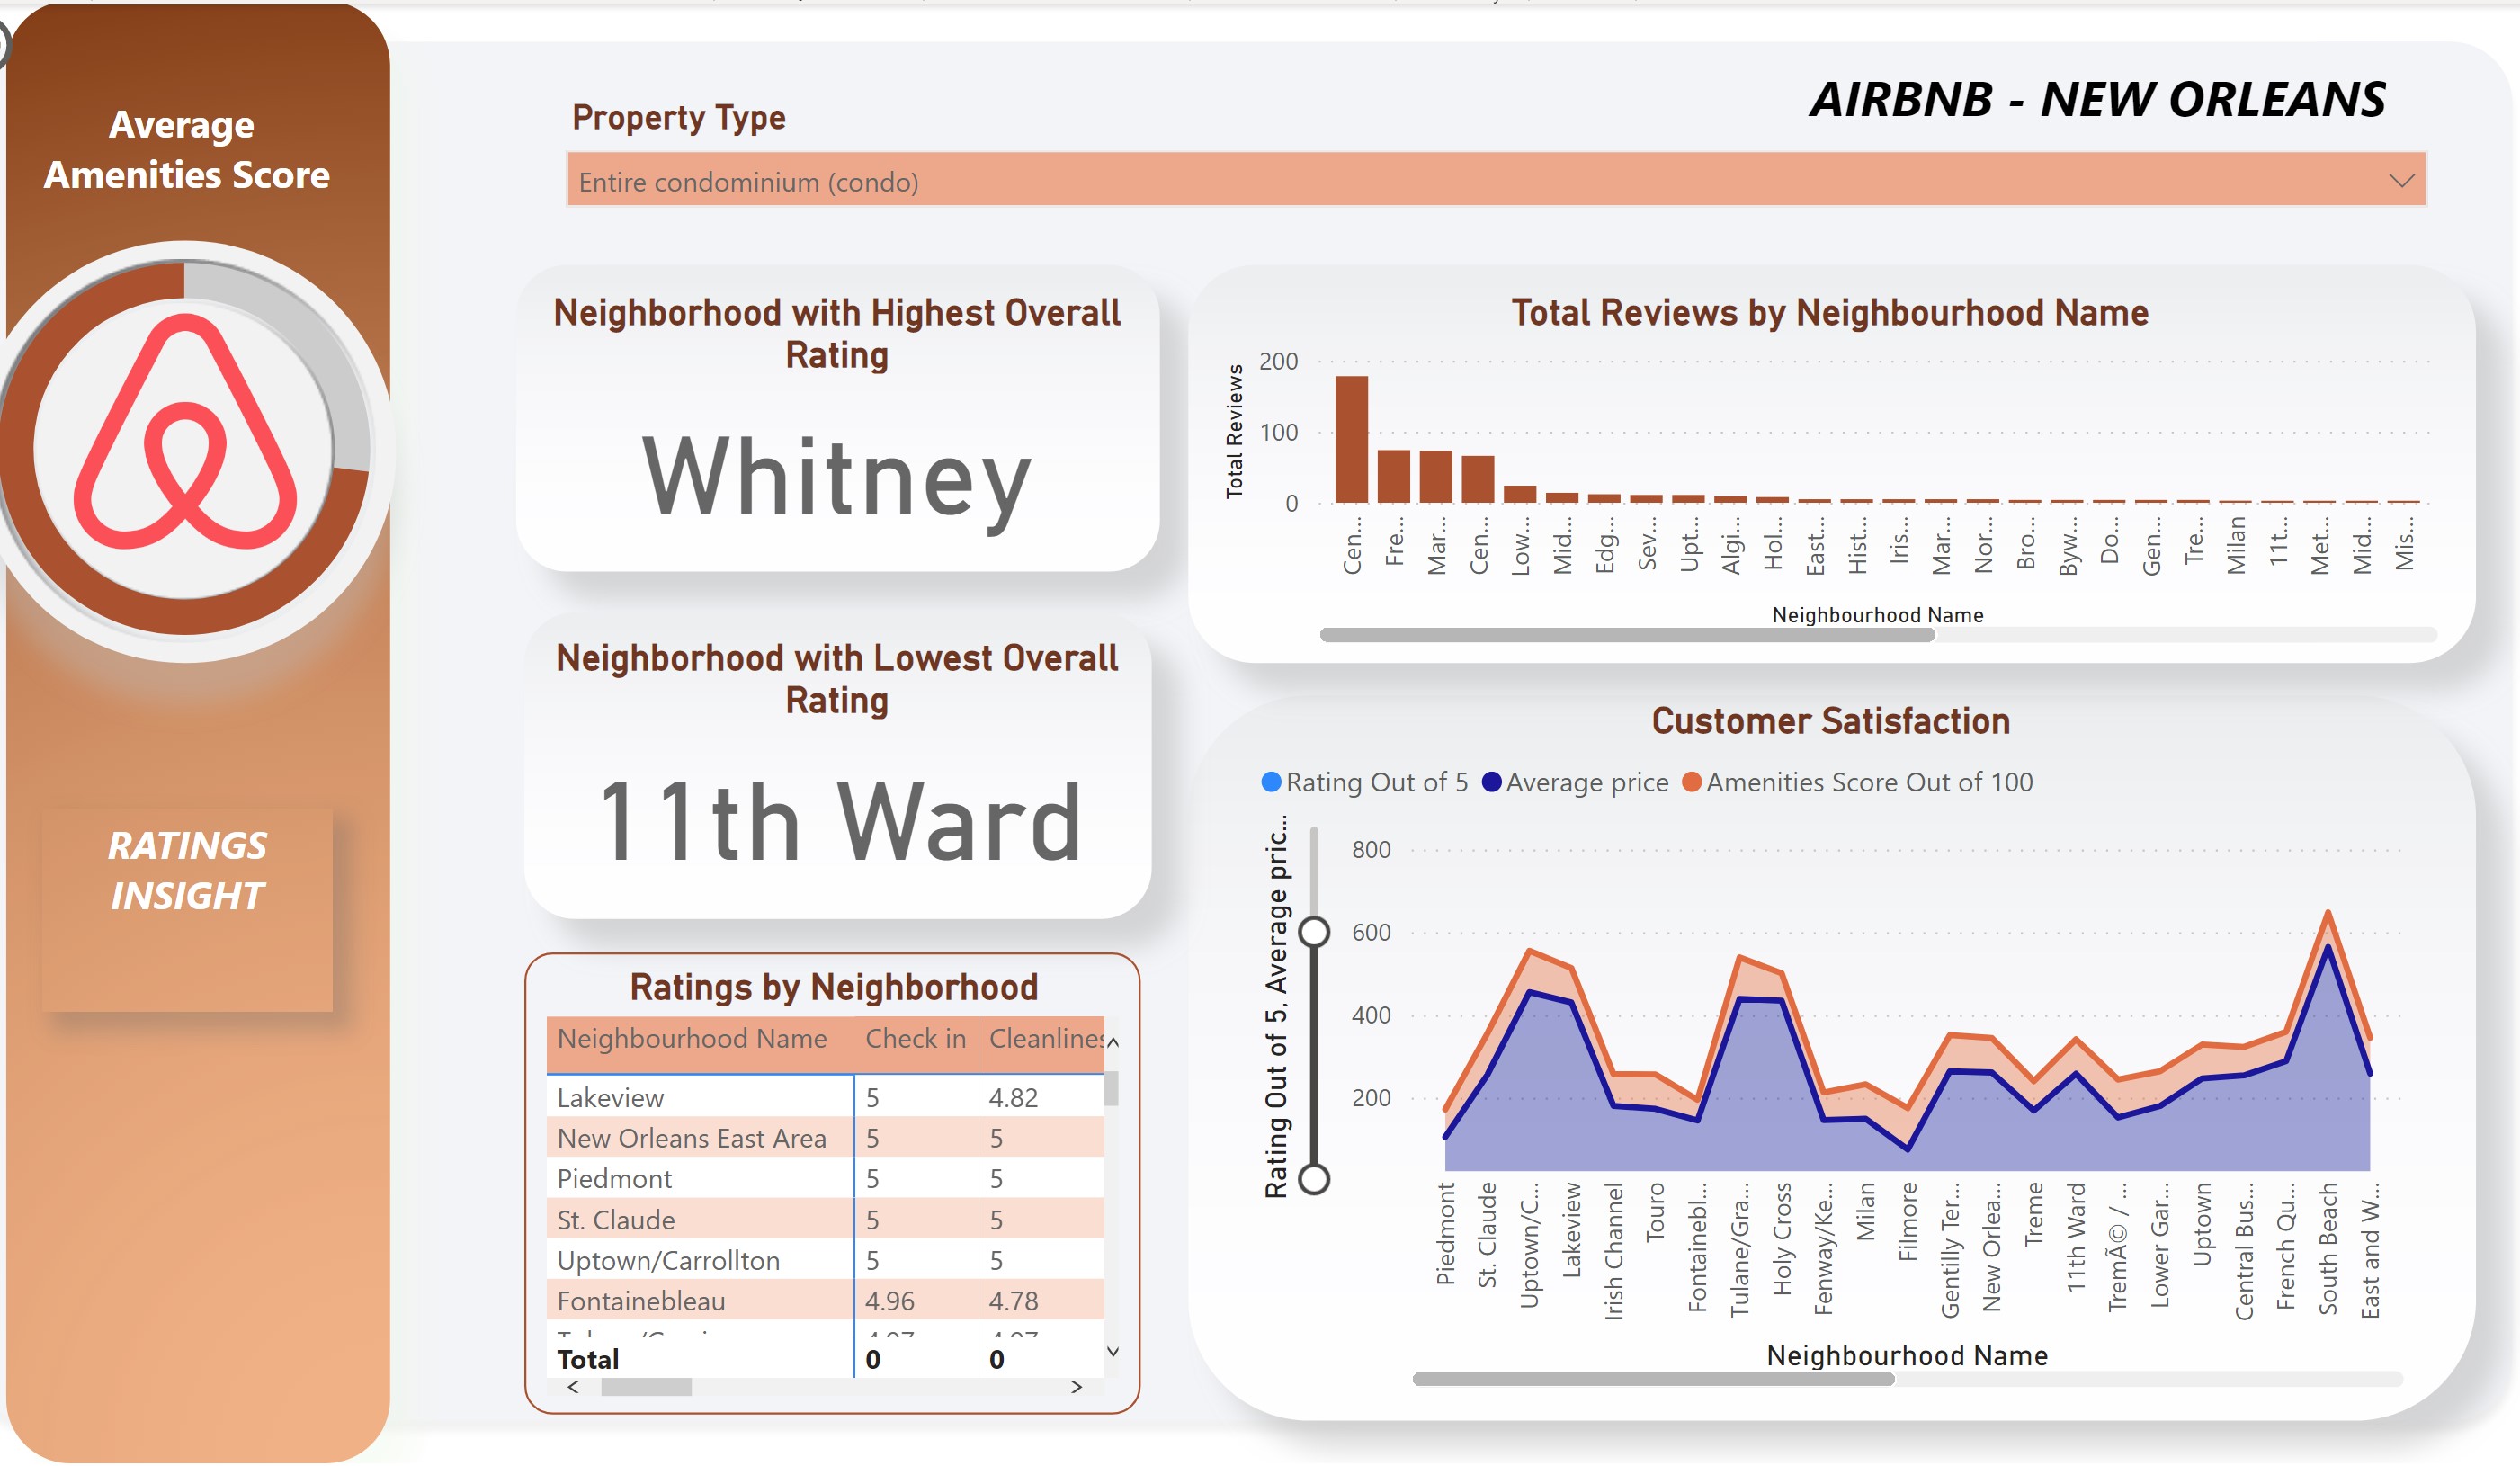 Average
Amenities Score
RATINGS
INSIGHT
Property Type
AIRBNB - NEW ORLEANS
Entire condominium (condo)
Neighborhood with Highest Overall
Rating
Whitney
Neighborhood with Lowest Overall
Rating
11th Ward
Ratings by Neighborhood
Neighbourhood Name Check in Cleanlines
Lakeview 5 4.82
New Orleans East Area 5 5
Piedmont 5 5
St. Claude 5 5
Uptown/Carrollton 5 5
Fontainebleau 4.96 4.78
Total 0 0
Total Reviews by Neighbourhood Name
Total Reviews
200
100
0
Cen...
Fre...
Mar...
Cen...
Low...
Mid...
Edg...
Sev...
Upt...
Algi...
Hol...
East...
Hist...
Iris...
Mar...
Nor...
Bro...
Byw...
Do...
Gen...
Tre...
Milan
11t...
Met...
Mid...
Mis...
Neighbourhood Name
Customer Satisfaction
Rating Out of 5 Average price Amenities Score Out of 100
Rating Out of 5, Average pric...
800
600
400
200
Piedmont
St. Claude
Uptown/C...
Lakeview
Irish Channel
Touro
Fontainebl...
Tulane/Gra...
Holy Cross
Fenway/Ke...
Milan
Filmore
Gentilly Ter...
New Orlea...
Treme
11th Ward
TremÃ© / ...
Lower Gar...
Uptown
Central Bus...
French Qu...
South Beach
East and W...
Neighbourhood Name